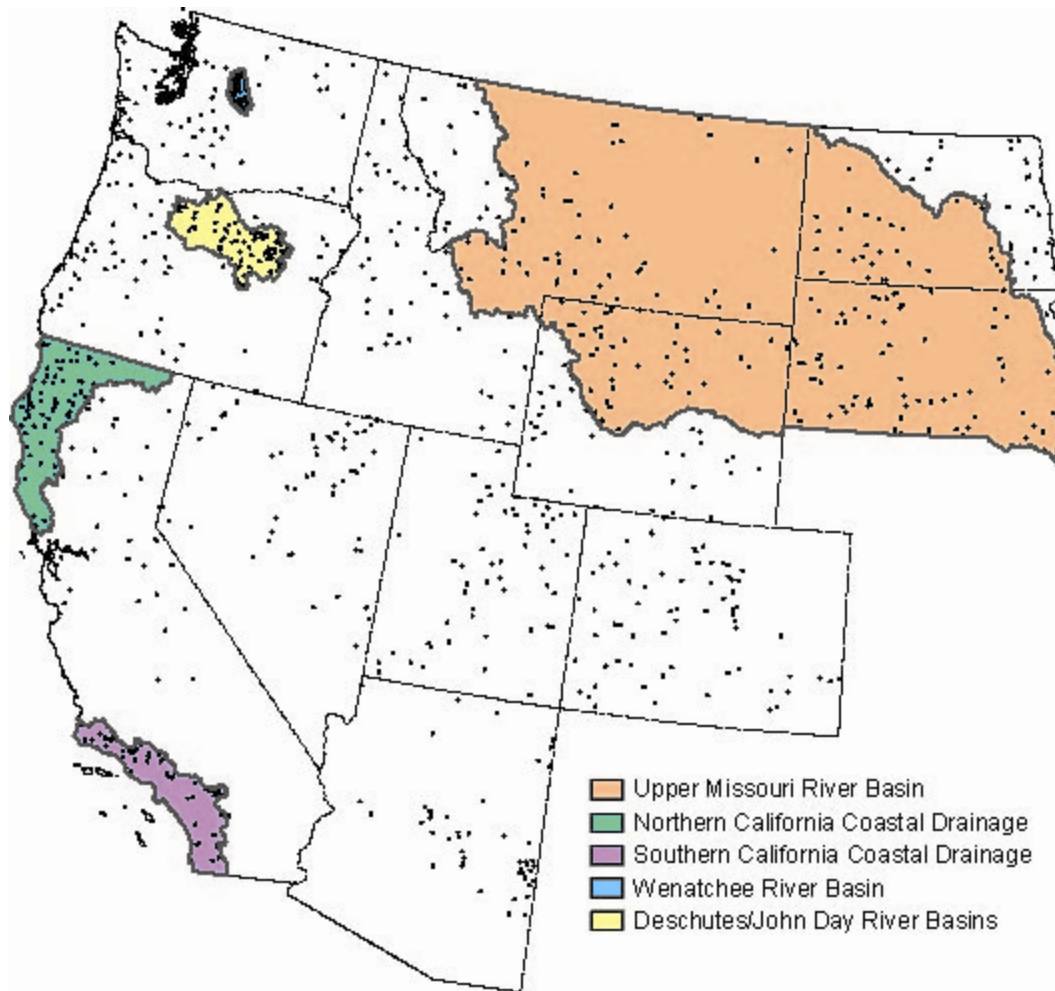 Upper Missouri River Basin
Northern California Coastal Drainage
Southern California Coastal Drainage
Wenatchee River Basin
Deschutes/John Day River Basins